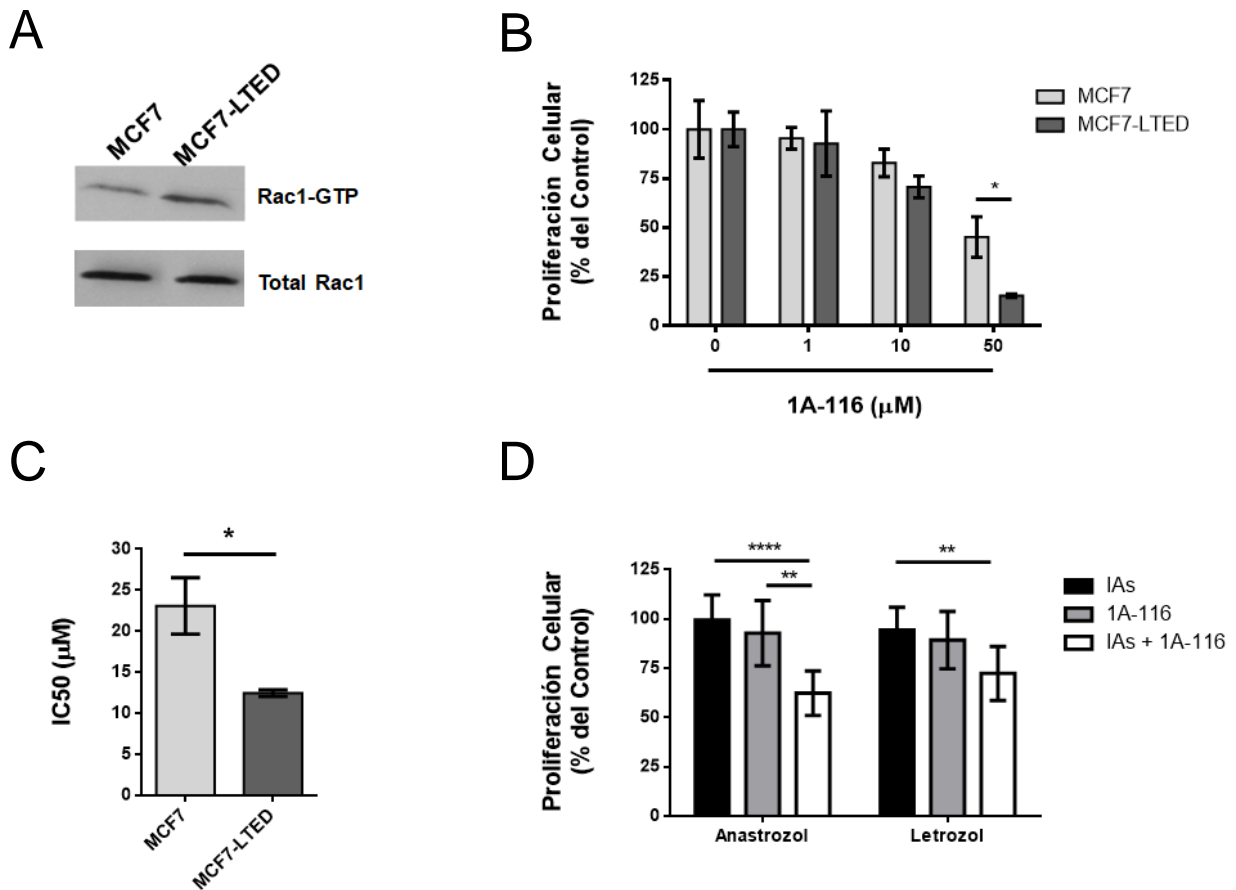 A
MCF7
MCF7-LTED
Rac1-GTP
Total Rac1
B
Proliferación Celular
(% del Control)
125
100
75
50
25
0
*
0 1 10 50
1A-116 (µM)
MCF7
MCF7-LTED
C
IC50 (µM)
30
25
20
15
10
5
0
*
MCF7
MCF7-LTED
D
Proliferación Celular
(% del Control)
125
100
75
50
25
0
****
**
**
Anastrozol Letrozol
IAs
1A-116
IAs + 1A-116